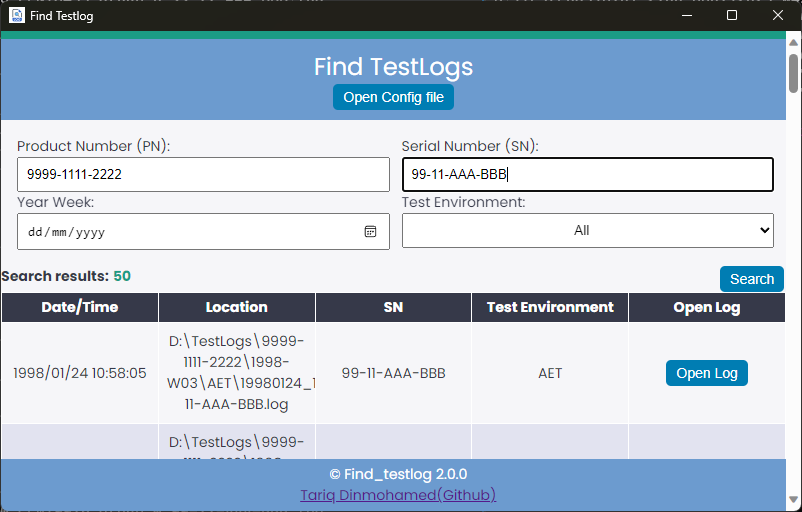 Find Testlog
Find TestLogs
Open Config file
Product Number (PN):
Serial Number (SN):
9999-1111-2222
99-11-AAA-BBB
Year Week:
Test Environment:
dd/mm/yyyy
All
Search results: 50
Search
Date/Time Location SN Test Environment Open Log
D:\TestLogs\9999-
1111-2222\1998-
1998/01/24 10:58:05 W03\AET\19980124_1 99-11-AAA-BBB AET Open Log
11-AAA-BBB.log
D:\TestLogs\9999-
© Find_testlog 2.0.0
Tariq Dinmohamed(Github)